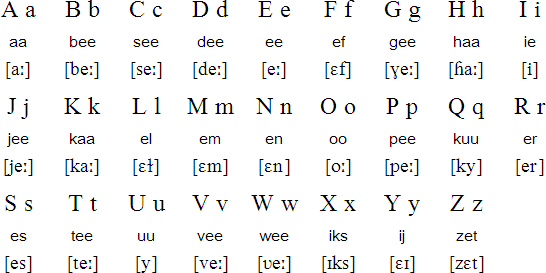 A a B b C c D d E e F f G g H h I i
aa bee see dee ee ef gee haa ie
[aː] [beː] [seː] [deː] [eː] [ɛf] [ɣeː] [ɦaː] [i]
J j K k L l M m N n O o P p Q q R r
jee kaa el em en oo pee kuu er
[jeː] [kaː] [ɛɫ] [ɛm] [ɛn] [oː] [peː] [ky] [er]
S s T t U u V v W w X x Y y Z z
es tee uu vee wee iks ij zet
[es] [teː] [y] [veː] [ʋeː] [ɪks] [ɛɪ] [zɛt]